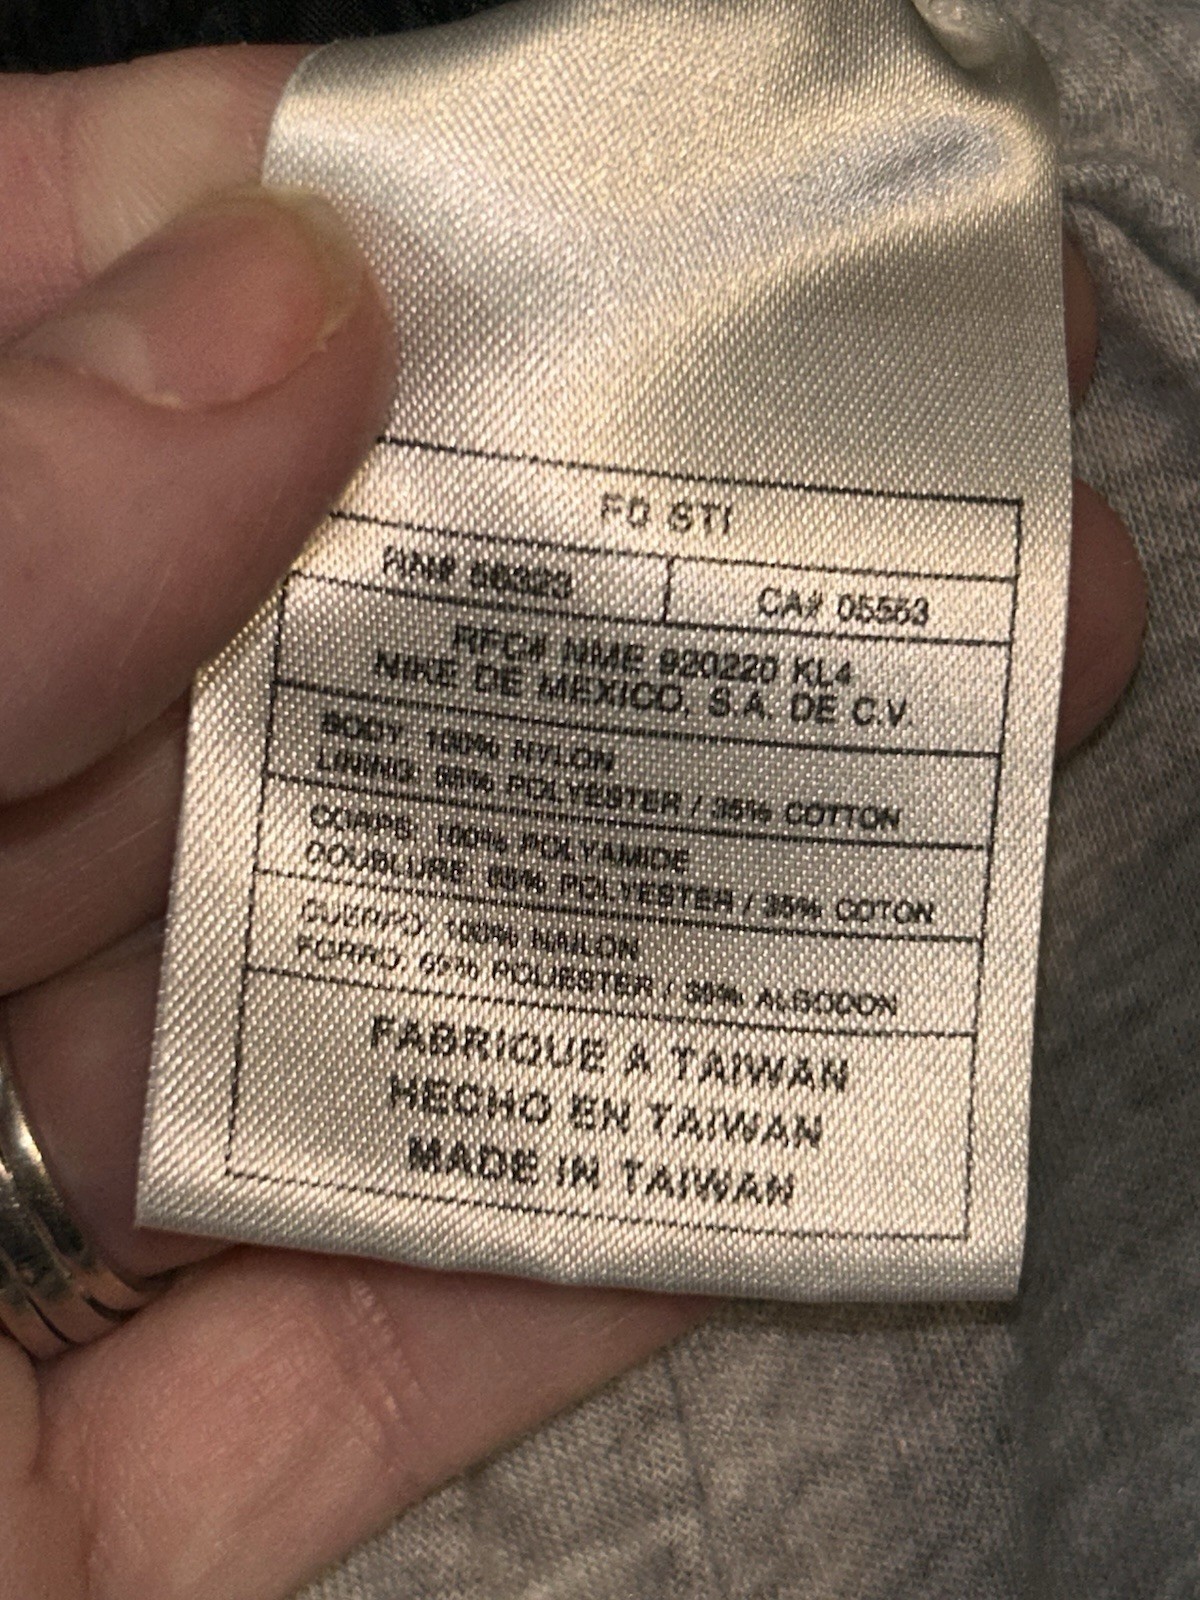 FD STI
RN# 56323
CA# 05553
RFC# NME 920220 KL4
NIKE DE MEXICO, S.A. DE C.V.
BODY: 100% NYLON
LINING: 65% POLYESTER / 35% COTTON
CORPS: 100% POLYAMIDE
DOUBLURE: 65% POLYESTER / 35% COTON
CUERPO: 100% NAILON
FORRO: 65% POLIESTER / 35% ALGODON
FABRIQUE A TAIWAN
HECHO EN TAIWAN
MADE IN TAIWAN